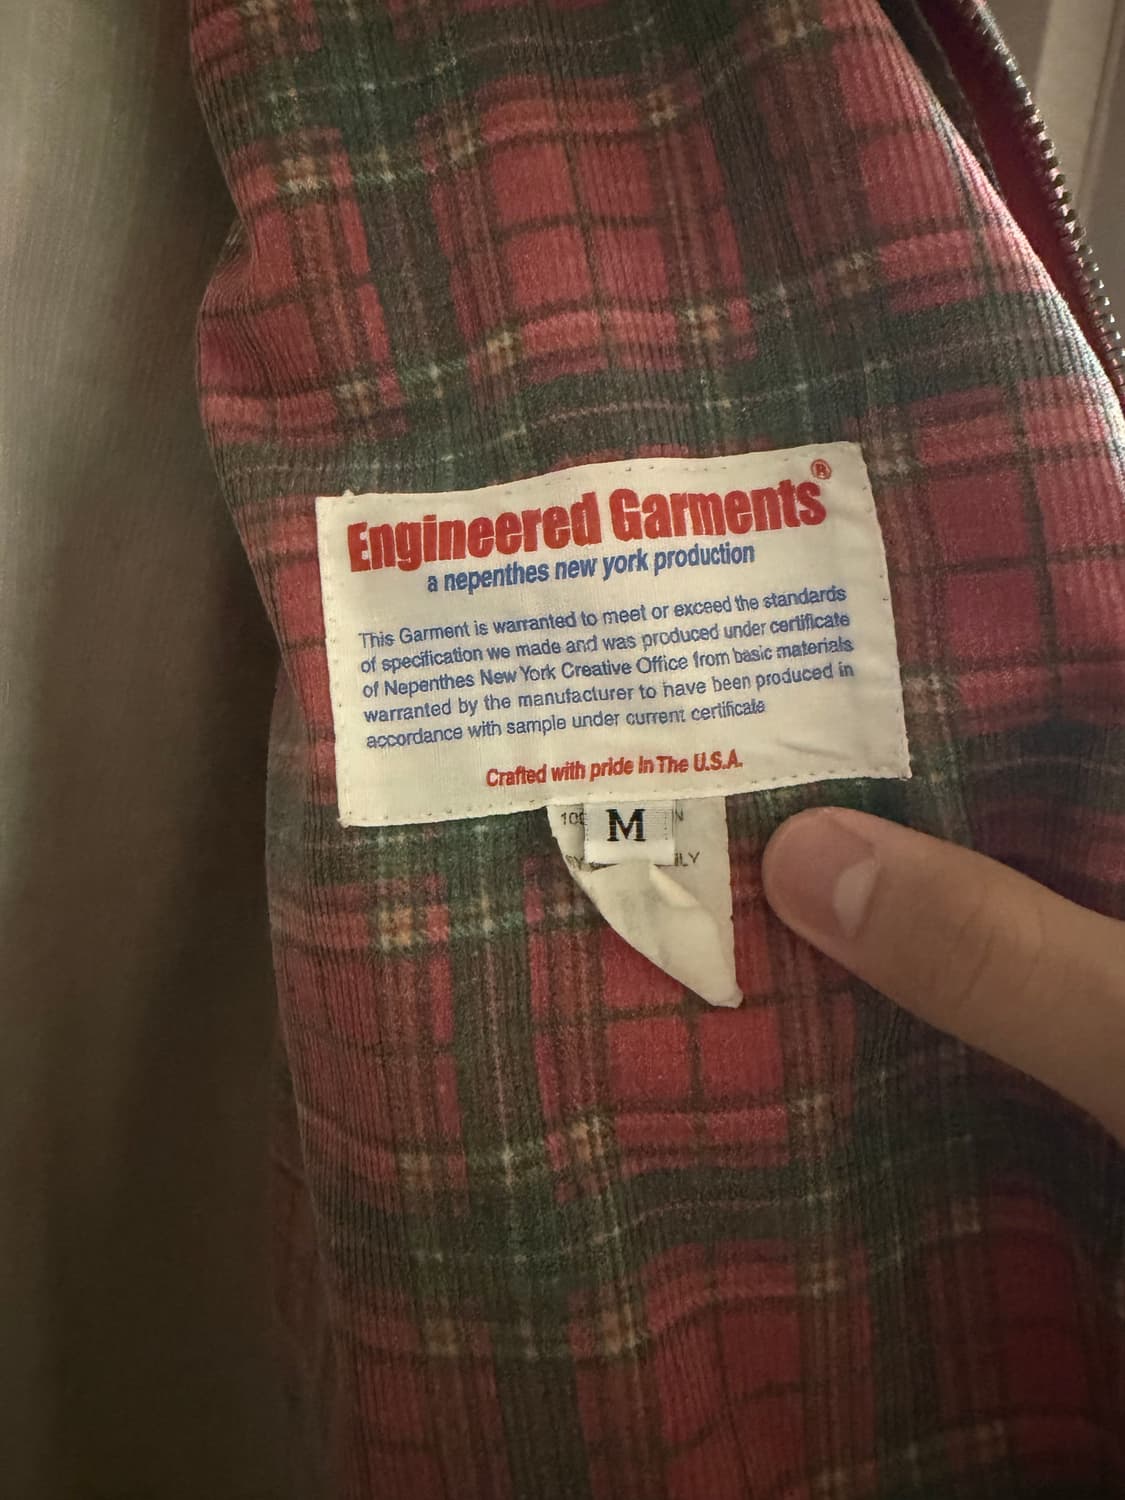 Engineered Garments®
a nepenthes new york production
This Garment is warranted to meet or exceed the standards
of specification we made and was produced under certificate
of Nepenthes New York Creative Office from basic materials
warranted by the manufacturer to have been produced in
accordance with sample under current certificate
Crafted with pride In The U.S.A.
M